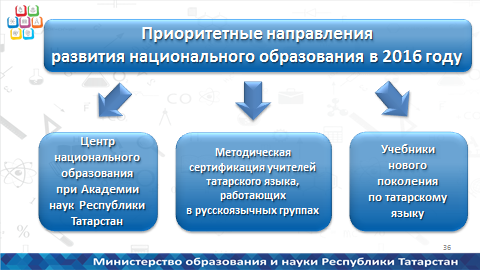 Приоритетные направления
развития национального образования в 2016 году
Центр
национального
образования
при Академии
наук Республики
Татарстан
Методическая
сертификация учителей
татарского языка,
работающих
в русскоязычных группах
Учебники
нового
поколения
по татарскому
языку
36
Министерство образования и науки Республики Татарстан